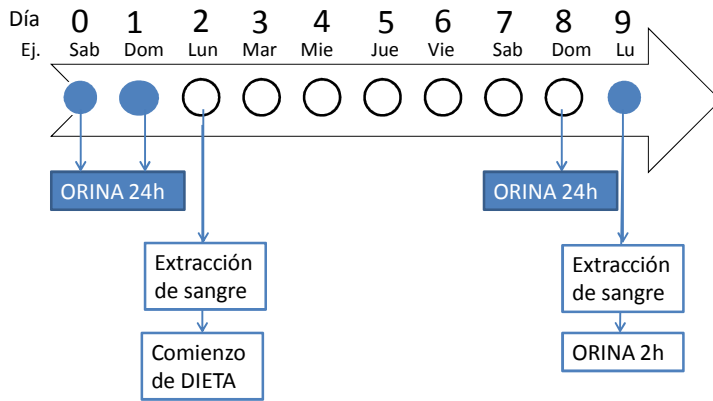 Día 0 1 2 3 4 5 6 7 8 9
Ej. Sab Dom Lun Mar Mie Jue Vie Sab Dom Lu
ORINA 24h
ORINA 24h
Extracción
de sangre
Extracción
de sangre
Comienzo
de DIETA
ORINA 2h